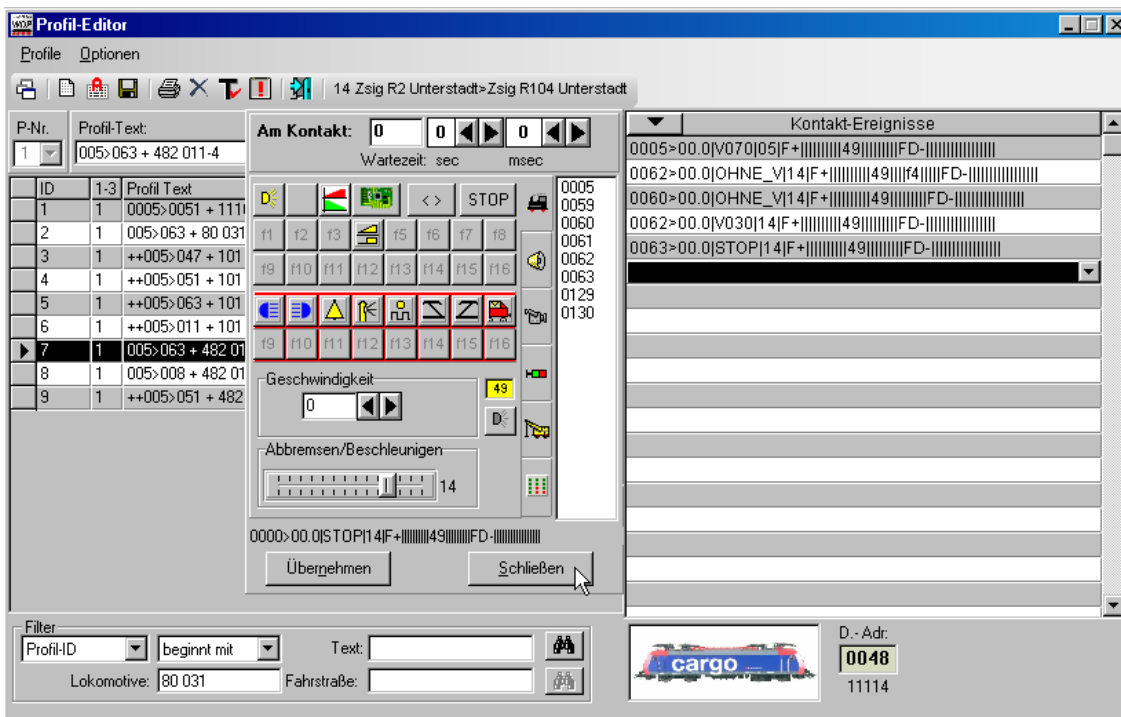 Profil-Editor
Profile Optionen
14 Zsig R2 Unterstadt>Zsig R104 Unterstadt
P-Nr. Profil-Text:
1 005>063 + 482 011-4
ID 1-3 Profil Text
1 1 0005>0051 + 111
2 1 005>063 + 80 031
3 1 ++005>047 + 101
4 1 ++005>051 + 101
5 1 ++005>063 + 101
6 1 ++005>011 + 101
7 1 005>063 + 482 01
8 1 005>008 + 482 01
9 1 ++005>051 + 482
Am Kontakt: 0 0 0
Wartezeit: sec msec
D < > STOP
f1 f2 f3 f5 f6 f7 f8
f9 f10 f11 f12 f13 f14 f15 f16
f9 f10 f11 f12 f13 f14 f15 f16
Geschwindigkeit
0
49
D
Abbremsen/Beschleunigen
14
0005
0059
0060
0061
0062
0063
0129
0130
0000>00.0|STOP|14|F+|||||||||49||||||||FD-||||||||||||||||
Übernehmen Schließen
Kontakt-Ereignisse
0005>00.0|V070|05|F+||||||||||49||||||||FD-||||||||||||||||
0062>00.0|OHNE_V|14|F+||||||||||49||||f4|||||FD-||||||||||||||||
0060>00.0|OHNE_V|14|F+||||||||||49||||||||FD-||||||||||||||||
0062>00.0|V030|14|F+||||||||||49||||||||FD-||||||||||||||||
0063>00.0|STOP|14|F+||||||||||49||||||||FD-||||||||||||||||
Filter
Profil-ID beginnt mit Text:
Lokomotive: 80 031 Fahrstraße:
cargo
D.- Adr:
0048
11114